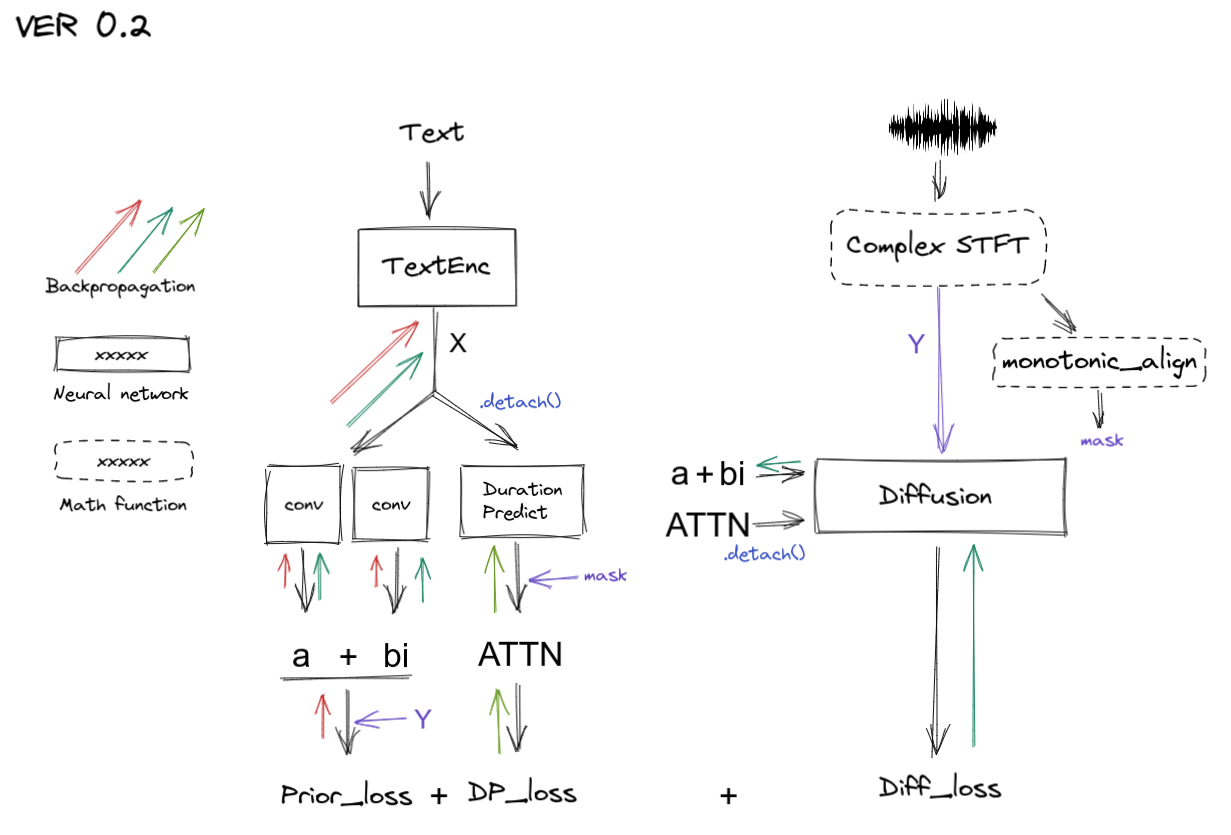 VER 0.2
Text
Complex STFT
TextEnc
Backpropagation
X
Y
xxxxx
Neural network
monotonic_align
.detach()
mask
xxxxx
Math function
conv
conv
Duration
Predict
a + bi
Diffusion
ATTN
.detach()
mask
a + bi
ATTN
Y
Prior_loss + DP_loss + Diff_loss